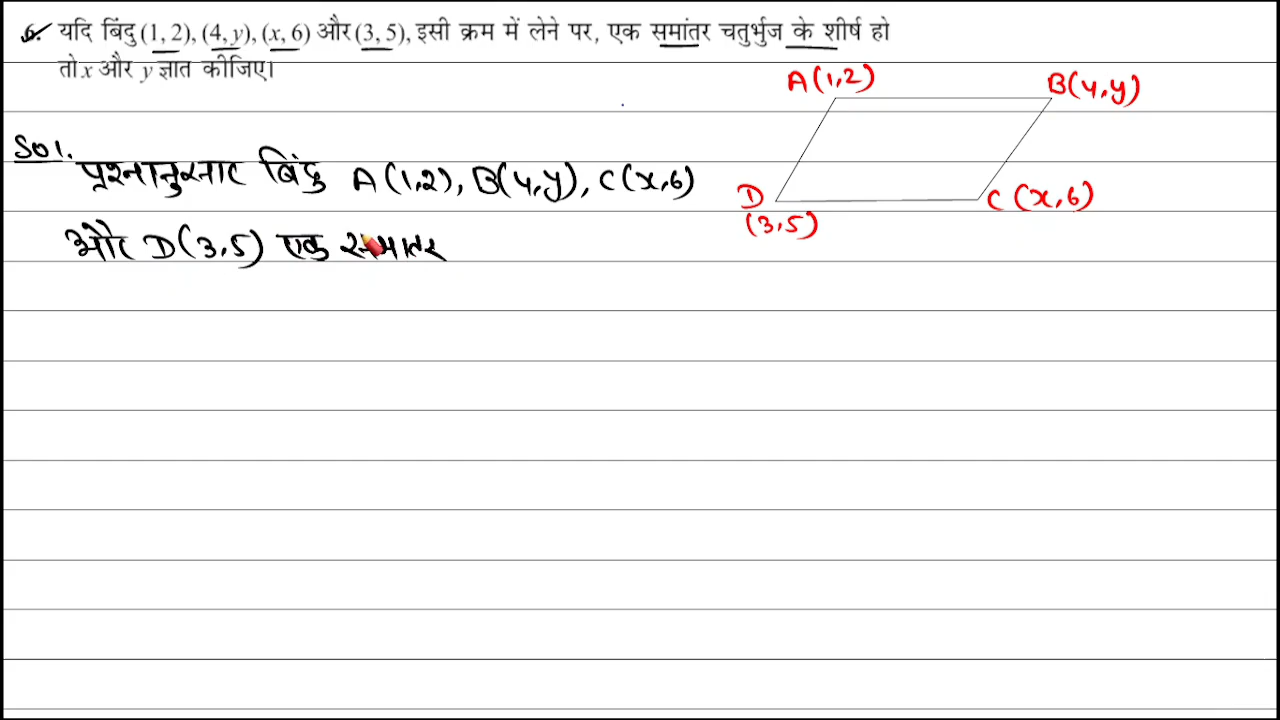 6. यदि बिंदु (1, 2), (4, y), (x, 6) और (3, 5), इसी क्रम में लेने पर, एक समांतर चतुर्भुज के शीर्ष हो
तो x और y ज्ञात कीजिए।
A(1,2)
B(4,y)
Sol.
प्रश्नानुसार बिंदु A(1,2), B(4,y), C(x,6)
D
(3,5)
C(x,6)
और D(3,5) एक समातर